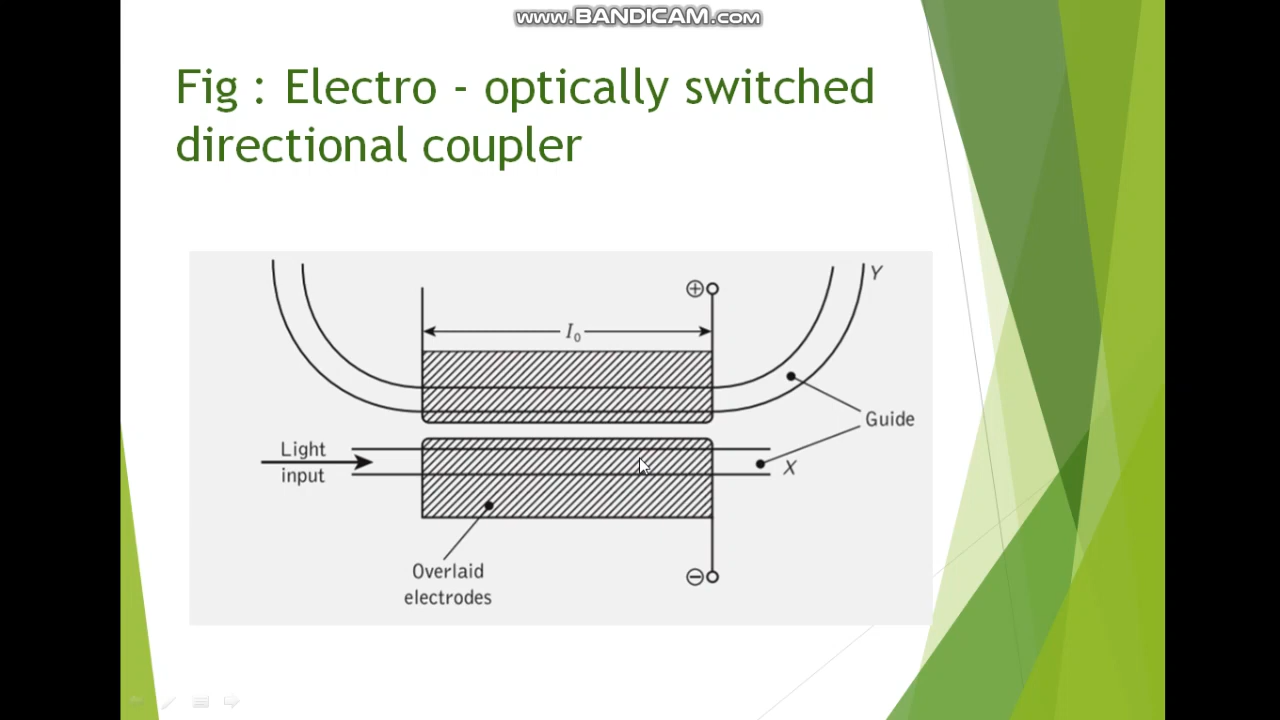 www.BANDICAM.com
Fig : Electro - optically switched
directional coupler
Y
⊕
I₀
Guide
Light
input
X
Overlaid
electrodes
⊖